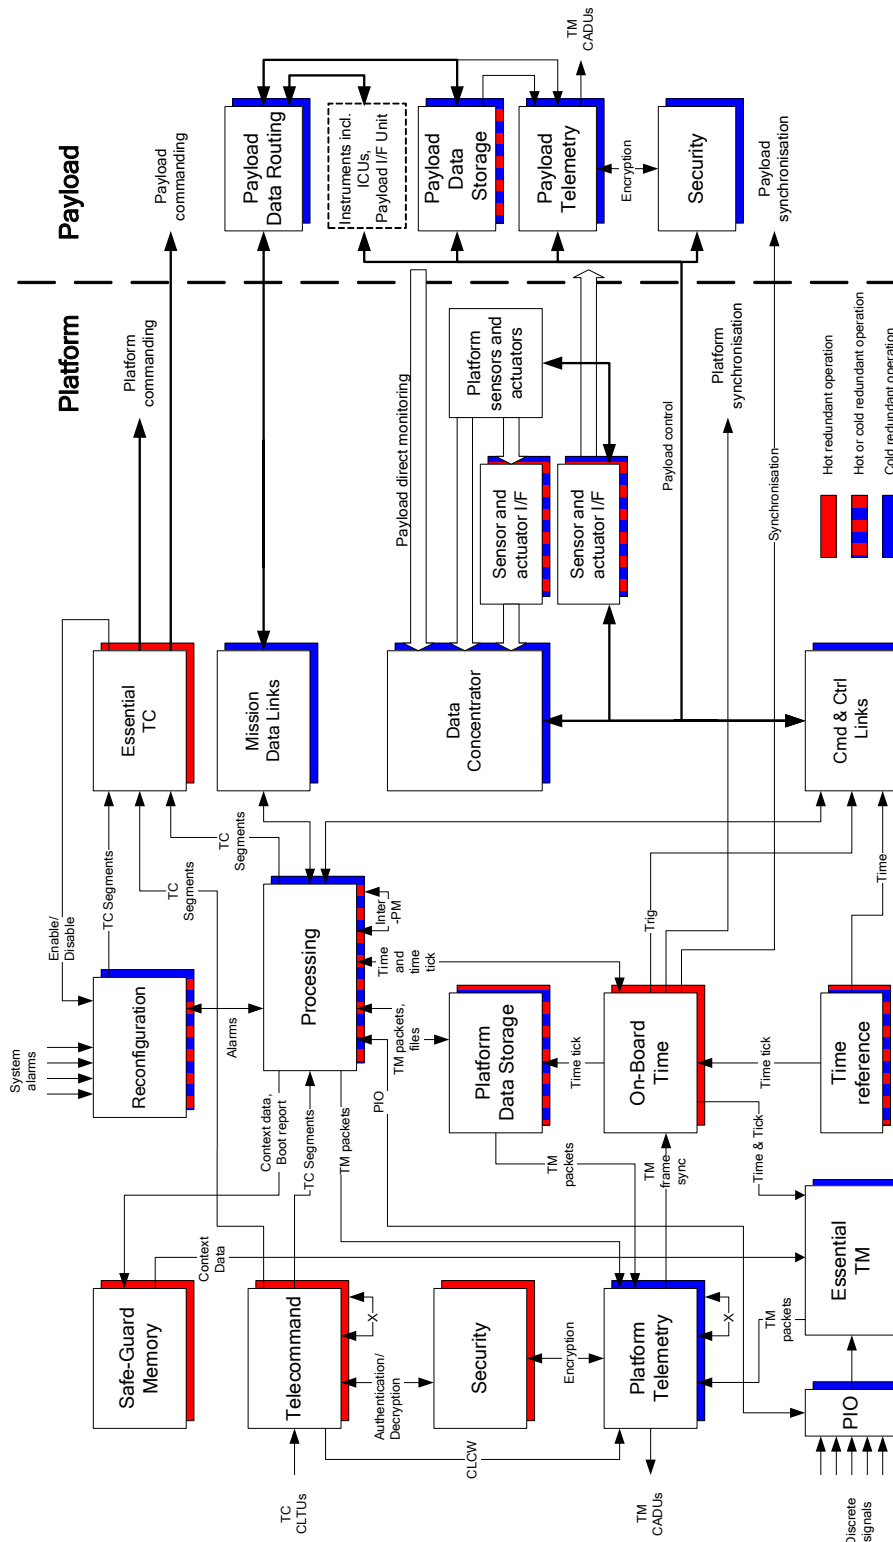 Platform
Payload
System
alarms
Enable/
Disable
Platform
commanding
Payload
commanding
Safe-Guard
Memory
Reconfiguration
TC Segments
Essential
TC
TC
Segments
Context
Data
Context data,
Boot report
Alarms
TC
Segments
Mission
Data Links
Payload
Data Routing
TC
CLTUs
Telecommand
X
TC Segments
TM packets
Processing
Inter
-PM
Instruments incl.
ICUs,
Payload I/F Unit
Authentication/
Decryption
PIO
TM packets,
files
Time
and time
tick
Payload direct monitoring
Security
CLCW
Platform
Data Storage
Data
Concentrator
Platform
sensors and
actuators
Sensor and
actuator I/F
Payload
Data
Storage
Encryption
TM
packets
Time tick
Sensor and
actuator I/F
Payload
Telemetry
TM
CADUs
Encryption
TM
CADUs
Platform
Telemetry
X
TM
frame
sync
On-Board
Time
Trig
Payload control
Security
Platform
synchronisation
TM
packets
Time & Tick
Time tick
Synchronisation
Payload
synchronisation
Discrete
signals
PIO
Essential
TM
Time
reference
Time
Cmd & Ctrl
Links
Hot redundant operation
Hot or cold redundant operation
Cold redundant operation